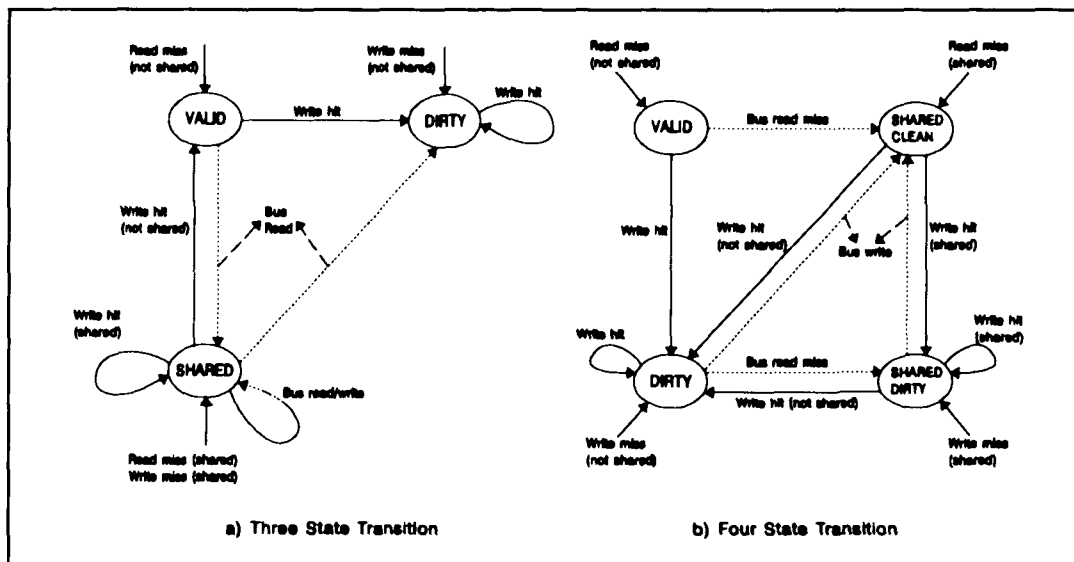 Read miss
(not shared)
Write miss
(not shared)
Write hit
VALID
Write hit
DIRTY
Write hit
(not shared)
Bus
Read
Write hit
(shared)
SHARED
Bus read/write
Read miss (shared)
Write miss (shared)
a) Three State Transition
Read miss
(not shared)
Read miss
(shared)
VALID
Bus read miss
SHARED
CLEAN
Write hit
Write hit
(not shared)
Bus write
Write hit
(shared)
Write hit
Write hit
(shared)
DIRTY
Bus read miss
SHARED
DIRTY
Write hit (not shared)
Write miss
(not shared)
Write miss
(shared)
b) Four State Transition